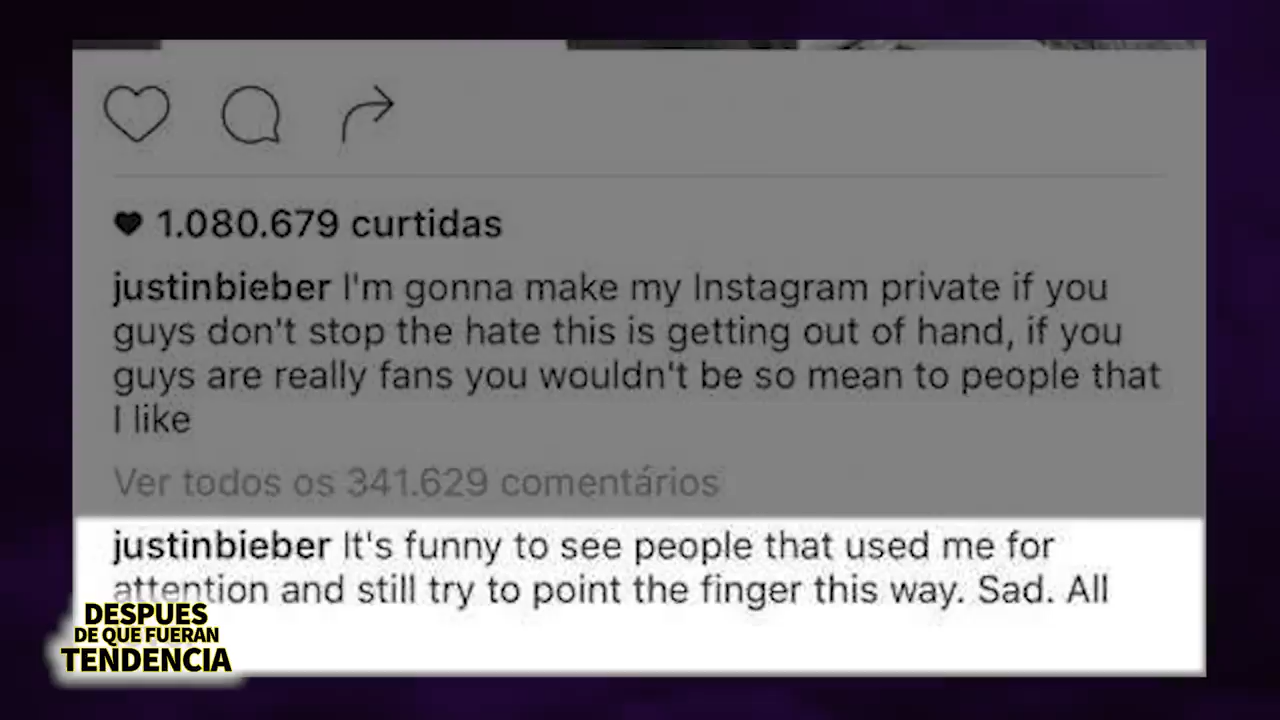 1.080.679 curtidas
justinbieber I'm gonna make my Instagram private if you
guys don't stop the hate this is getting out of hand, if you
guys are really fans you wouldn't be so mean to people that
I like
Ver todos os 341.629 comentários
justinbieber It's funny to see people that used me for
attention and still try to point the finger this way. Sad. All
DESPUES
DE QUE FUERAN
TENDENCIA